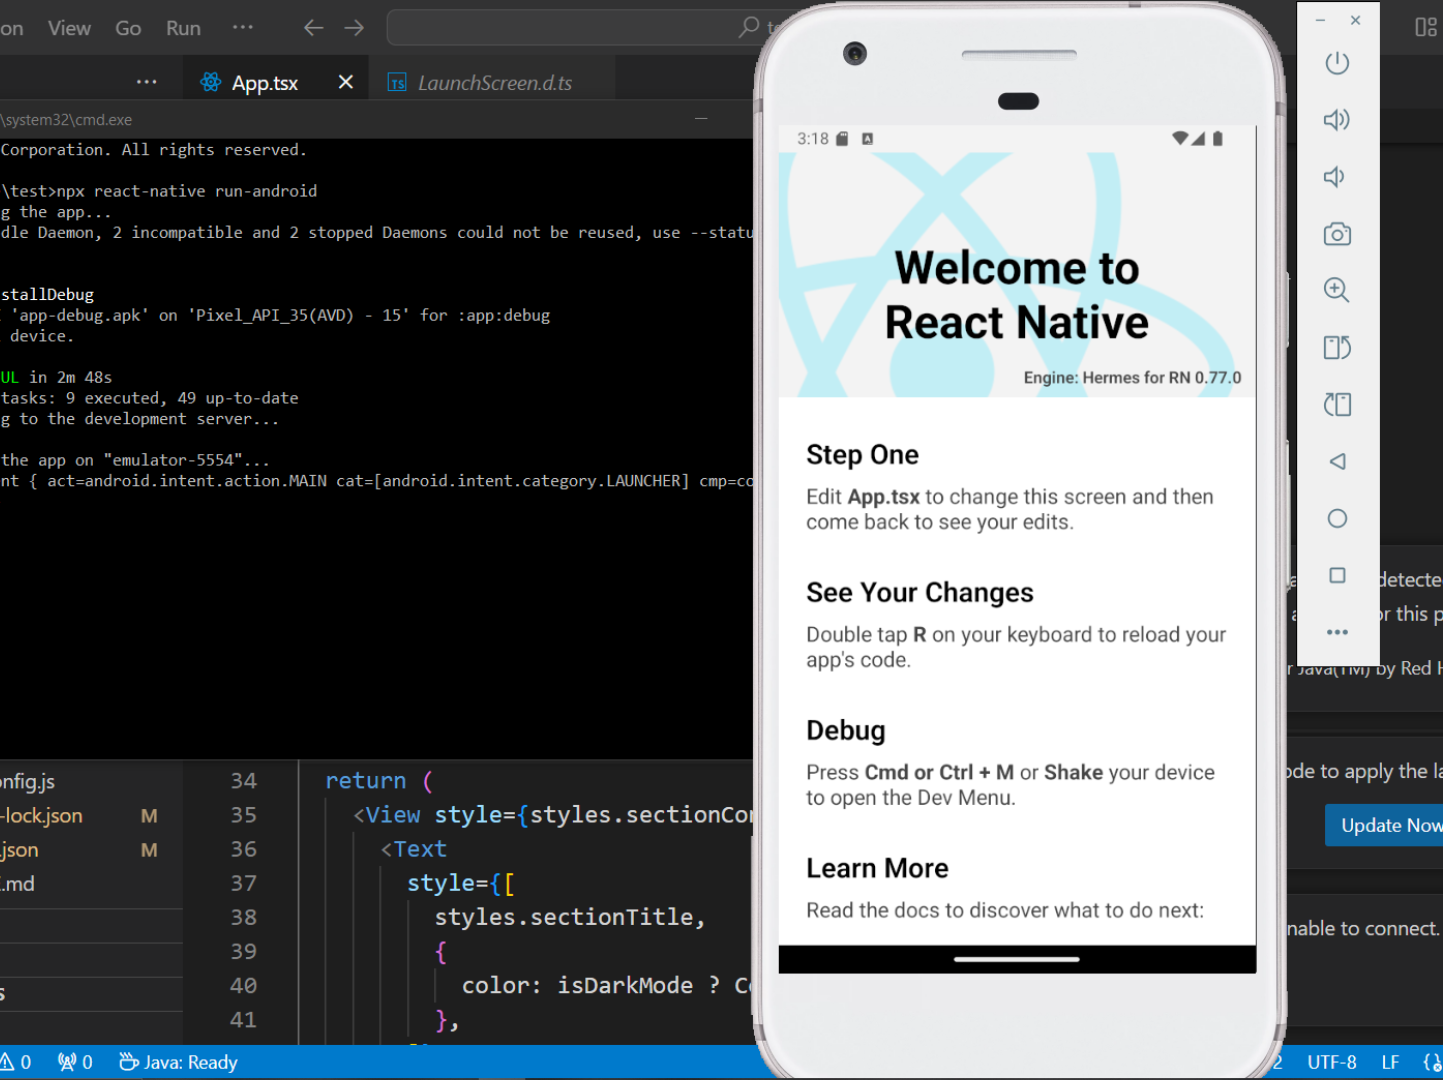 on View Go Run ···
App.tsx
TS LaunchScreen.d.ts
\system32\cmd.exe
Corporation. All rights reserved.
\test>npx react-native run-android
g the app...
dle Daemon, 2 incompatible and 2 stopped Daemons could not be reused, use --statu
stallDebug
'app-debug.apk' on 'Pixel_API_35(AVD) - 15' for :app:debug
device.
UL in 2m 48s
tasks: 9 executed, 49 up-to-date
g to the development server...
the app on "emulator-5554"...
nt { act=android.intent.action.MAIN cat=[android.intent.category.LAUNCHER] cmp=co
nfig.js
-lock.json M
.json M
.md
s
34 return (
35 <View style={styles.sectionCon
36 <Text
37 style={[
38 styles.sectionTitle,
39 {
40 color: isDarkMode ? Co
41 },
0 0 Java: Ready
3:18
Welcome to
React Native
Engine: Hermes for RN 0.77.0
Step One
Edit App.tsx to change this screen and then
come back to see your edits.
See Your Changes
Double tap R on your keyboard to reload your
app's code.
Debug
Press Cmd or Ctrl + M or Shake your device
to open the Dev Menu.
Learn More
Read the docs to discover what to do next:
detecte
or this p
r Java(TM) by Red H
ode to apply the la
Update Now
nable to connect.
2 UTF-8 LF {